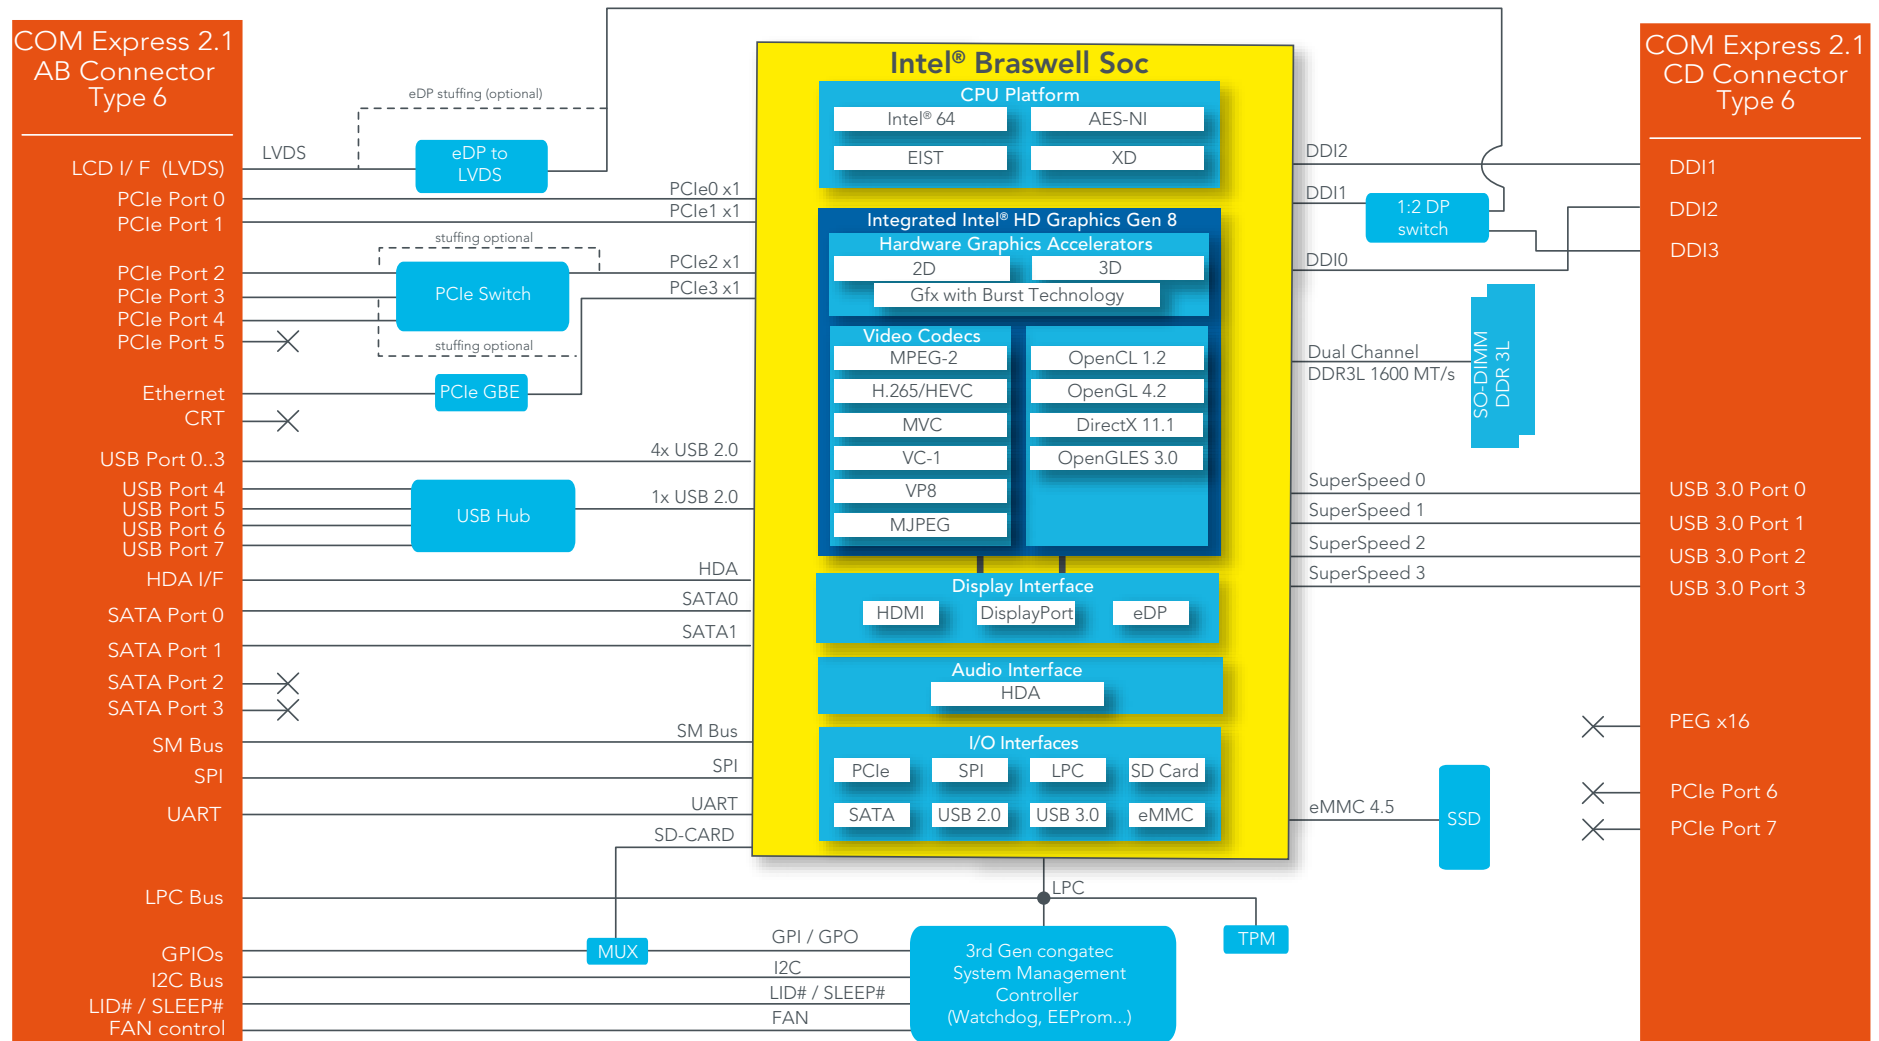 COM Express 2.1
AB Connector
Type 6
LCD I/ F (LVDS)
PCIe Port 0
PCIe Port 1
PCIe Port 2
PCIe Port 3
PCIe Port 4
PCIe Port 5
Ethernet
CRT
USB Port 0..3
USB Port 4
USB Port 5
USB Port 6
USB Port 7
HDA I/F
SATA Port 0
SATA Port 1
SATA Port 2
SATA Port 3
SM Bus
SPI
UART
LPC Bus
GPIOs
I2C Bus
LID# / SLEEP#
FAN control
eDP stuffing (optional)
LVDS
eDP to
LVDS
PCIe0 x1
PCIe1 x1
stuffing optional
PCIe Switch
stuffing optional
PCIe2 x1
PCIe3 x1
PCIe GBE
4x USB 2.0
USB Hub
1x USB 2.0
HDA
SATA0
SATA1
SM Bus
SPI
UART
SD-CARD
MUX
GPI / GPO
I2C
LID# / SLEEP#
FAN
Intel® Braswell Soc
CPU Platform
Intel® 64
AES-NI
EIST
XD
Integrated Intel® HD Graphics Gen 8
Hardware Graphics Accelerators
2D
3D
Gfx with Burst Technology
Video Codecs
MPEG-2
H.265/HEVC
MVC
VC-1
VP8
MJPEG
OpenCL 1.2
OpenGL 4.2
DirectX 11.1
OpenGLES 3.0
Display Interface
HDMI
DisplayPort
eDP
Audio Interface
HDA
I/O Interfaces
PCIe
SPI
LPC
SD Card
SATA
USB 2.0
USB 3.0
eMMC
LPC
3rd Gen congatec
System Management
Controller
(Watchdog, EEProm...)
TPM
DDI2
DDI1
1:2 DP
switch
DDI0
Dual Channel
DDR3L 1600 MT/s
SO-DIMM
DDR 3L
SuperSpeed 0
SuperSpeed 1
SuperSpeed 2
SuperSpeed 3
eMMC 4.5
SSD
COM Express 2.1
CD Connector
Type 6
DDI1
DDI2
DDI3
USB 3.0 Port 0
USB 3.0 Port 1
USB 3.0 Port 2
USB 3.0 Port 3
PEG x16
PCIe Port 6
PCIe Port 7